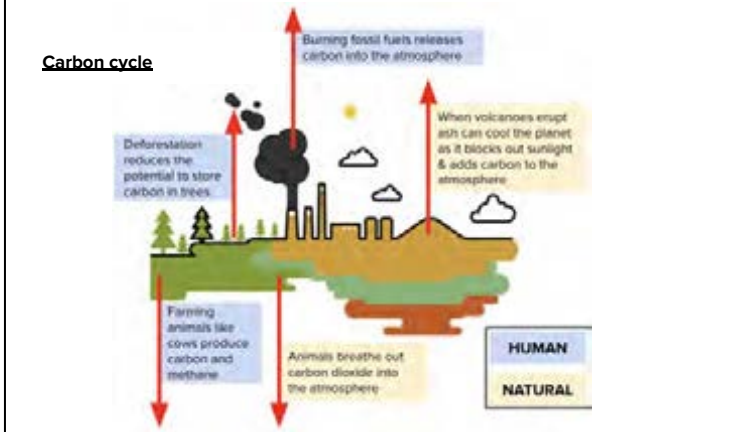 Carbon cycle
Burning fossil fuels releases
carbon into the atmosphere
When volcanoes erupt
ash can cool the planet
as it blocks out sunlight
& adds carbon to the
atmosphere
Deforestation
reduces the
potential to store
carbon in trees
Farming
animals like
cows produce
carbon and
methane
Animals breathe out
carbon dioxide into
the atmosphere
HUMAN
NATURAL